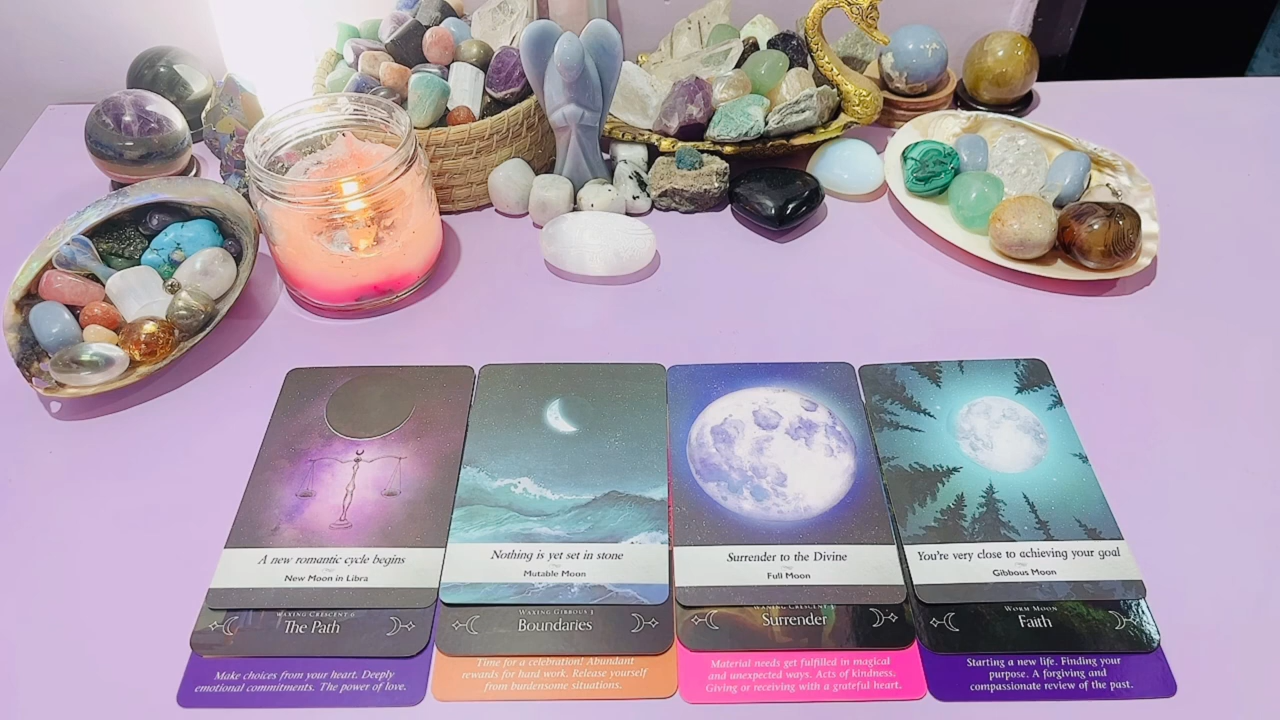 A new romantic cycle begins
New Moon in Libra
WAXING CRESCENT 6
The Path
Make choices from your heart. Deeply
emotional commitments. The power of love.
Nothing is yet set in stone
Mutable Moon
WAXING GIBBOUS 3
Boundaries
Time for a celebration! Abundant
rewards for hard work. Release yourself
from burdensome situations.
Surrender to the Divine
Full Moon
WAXING CRESCENT
Surrender
Material needs get fulfilled in magical
and unexpected ways. Acts of kindness.
Giving or receiving with a grateful heart.
You're very close to achieving your goal
Gibbous Moon
WORM MOON
Faith
Starting a new life. Finding your
purpose. A forgiving and
compassionate review of the past.